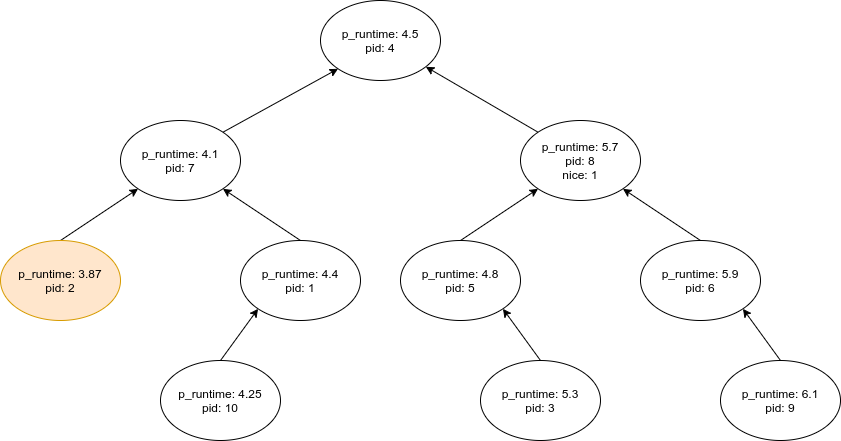 p_runtime: 4.5
pid: 4
p_runtime: 4.1
pid: 7
p_runtime: 5.7
pid: 8
nice: 1
p_runtime: 3.87
pid: 2
p_runtime: 4.4
pid: 1
p_runtime: 4.8
pid: 5
p_runtime: 5.9
pid: 6
p_runtime: 4.25
pid: 10
p_runtime: 5.3
pid: 3
p_runtime: 6.1
pid: 9